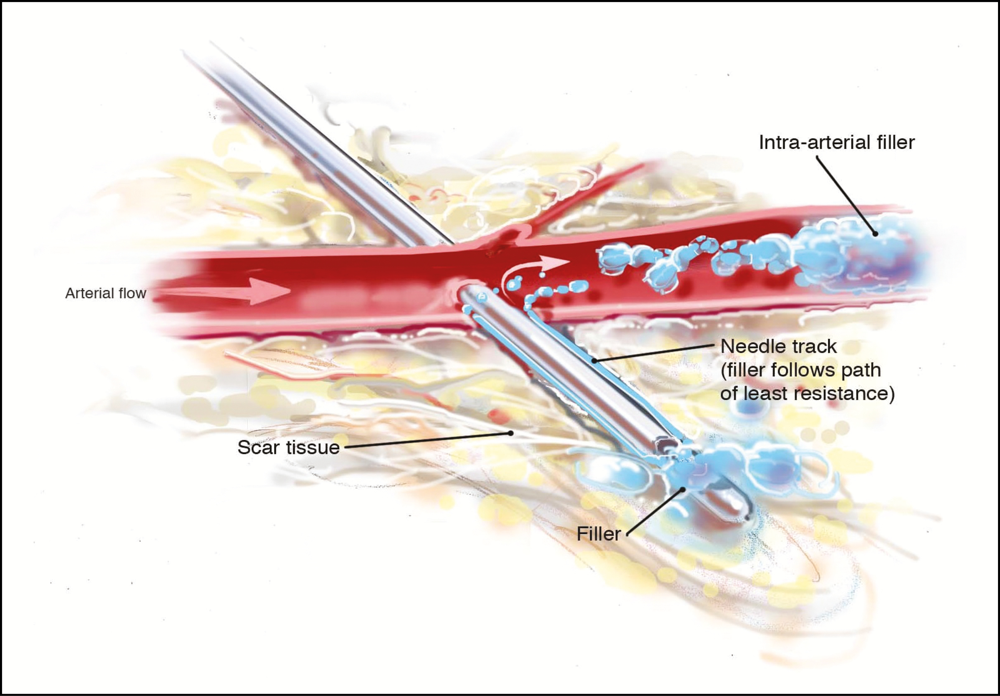 Intra-arterial filler
Arterial flow
Needle track
(filler follows path
of least resistance)
Scar tissue
Filler